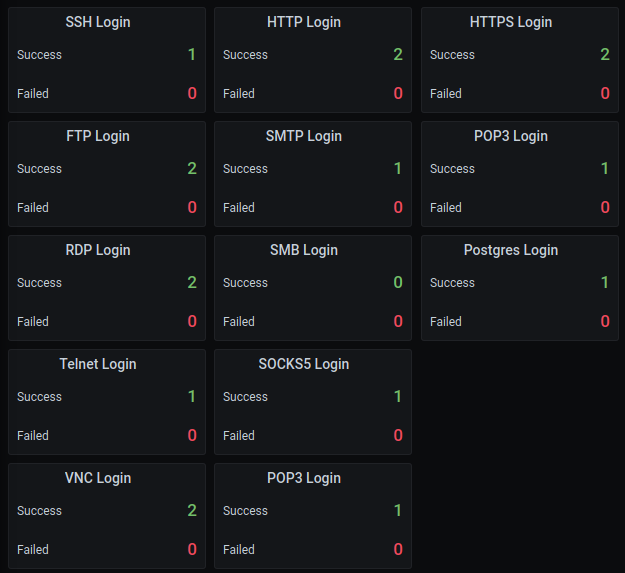 SSH Login
Success 1
Failed 0
HTTP Login
Success 2
Failed 0
HTTPS Login
Success 2
Failed 0
FTP Login
Success 2
Failed 0
SMTP Login
Success 1
Failed 0
POP3 Login
Success 1
Failed 0
RDP Login
Success 2
Failed 0
SMB Login
Success 0
Failed 0
Postgres Login
Success 1
Failed 0
Telnet Login
Success 1
Failed 0
SOCKS5 Login
Success 1
Failed 0
VNC Login
Success 2
Failed 0
POP3 Login
Success 1
Failed 0